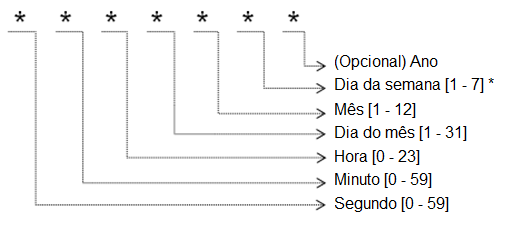 * * * * * * *
(Opcional) Ano
Dia da semana [1 - 7] *
Mês [1 - 12]
Dia do mês [1 - 31]
Hora [0 - 23]
Minuto [0 - 59]
Segundo [0 - 59]